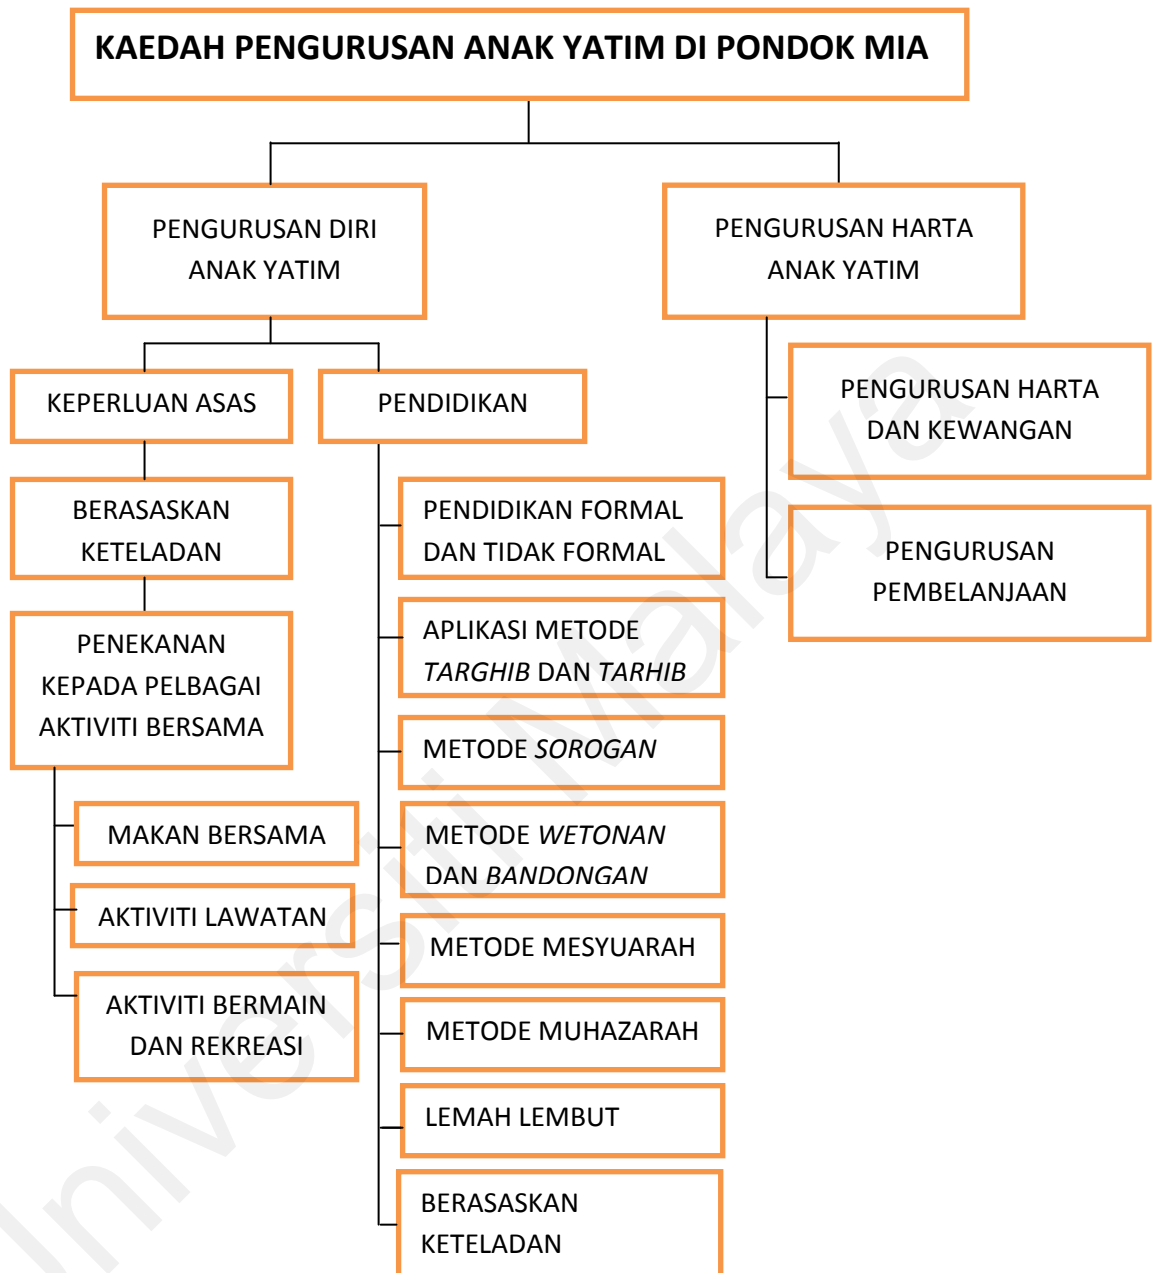 KAEDAH PENGURUSAN ANAK YATIM DI PONDOK MIA
PENGURUSAN DIRI
ANAK YATIM
PENGURUSAN HARTA
ANAK YATIM
KEPERLUAN ASAS
BERASASKAN
KETELADAN
PENEKANAN
KEPADA PELBAGAI
AKTIVITI BERSAMA
MAKAN BERSAMA
AKTIVITI LAWATAN
AKTIVITI BERMAIN
DAN REKREASI
PENDIDIKAN
PENDIDIKAN FORMAL
DAN TIDAK FORMAL
APLIKASI METODE
TARGHIB DAN TARHIB
METODE SOROGAN
METODE WETONAN
DAN BANDONGAN
METODE MESYUARAH
METODE MUHAZARAH
LEMAH LEMBUT
BERASASKAN
KETELADAN
PENGURUSAN HARTA
DAN KEWANGAN
PENGURUSAN
PEMBELANJAAN
Universiti Malaya